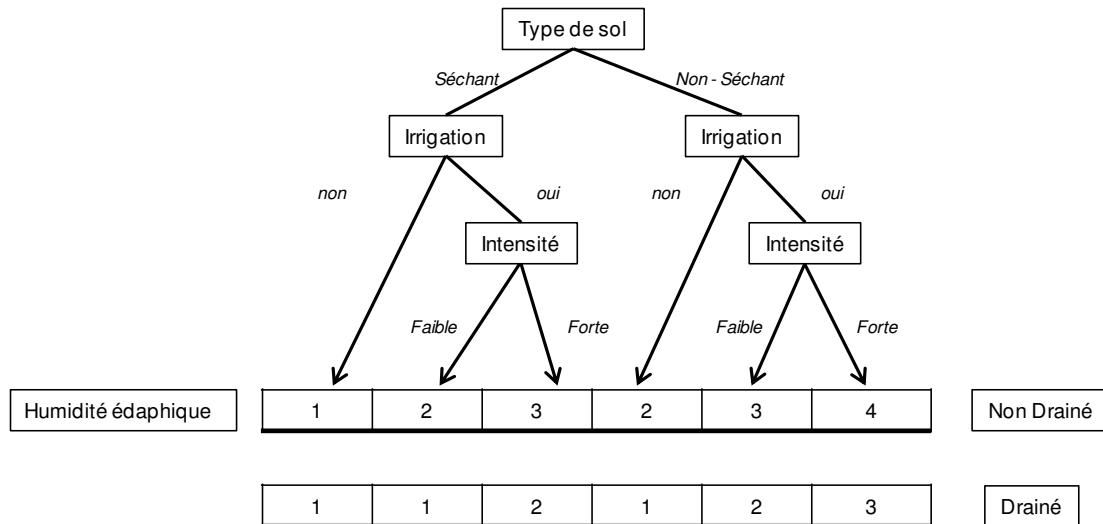 Type de sol
Séchant
Non - Séchant
Irrigation
Irrigation
non
oui
non
oui
Intensité
Intensité
Faible
Forte
Faible
Forte
Humidité édaphique
1 2 3 2 3 4
Non Drainé
1 1 2 1 2 3
Drainé